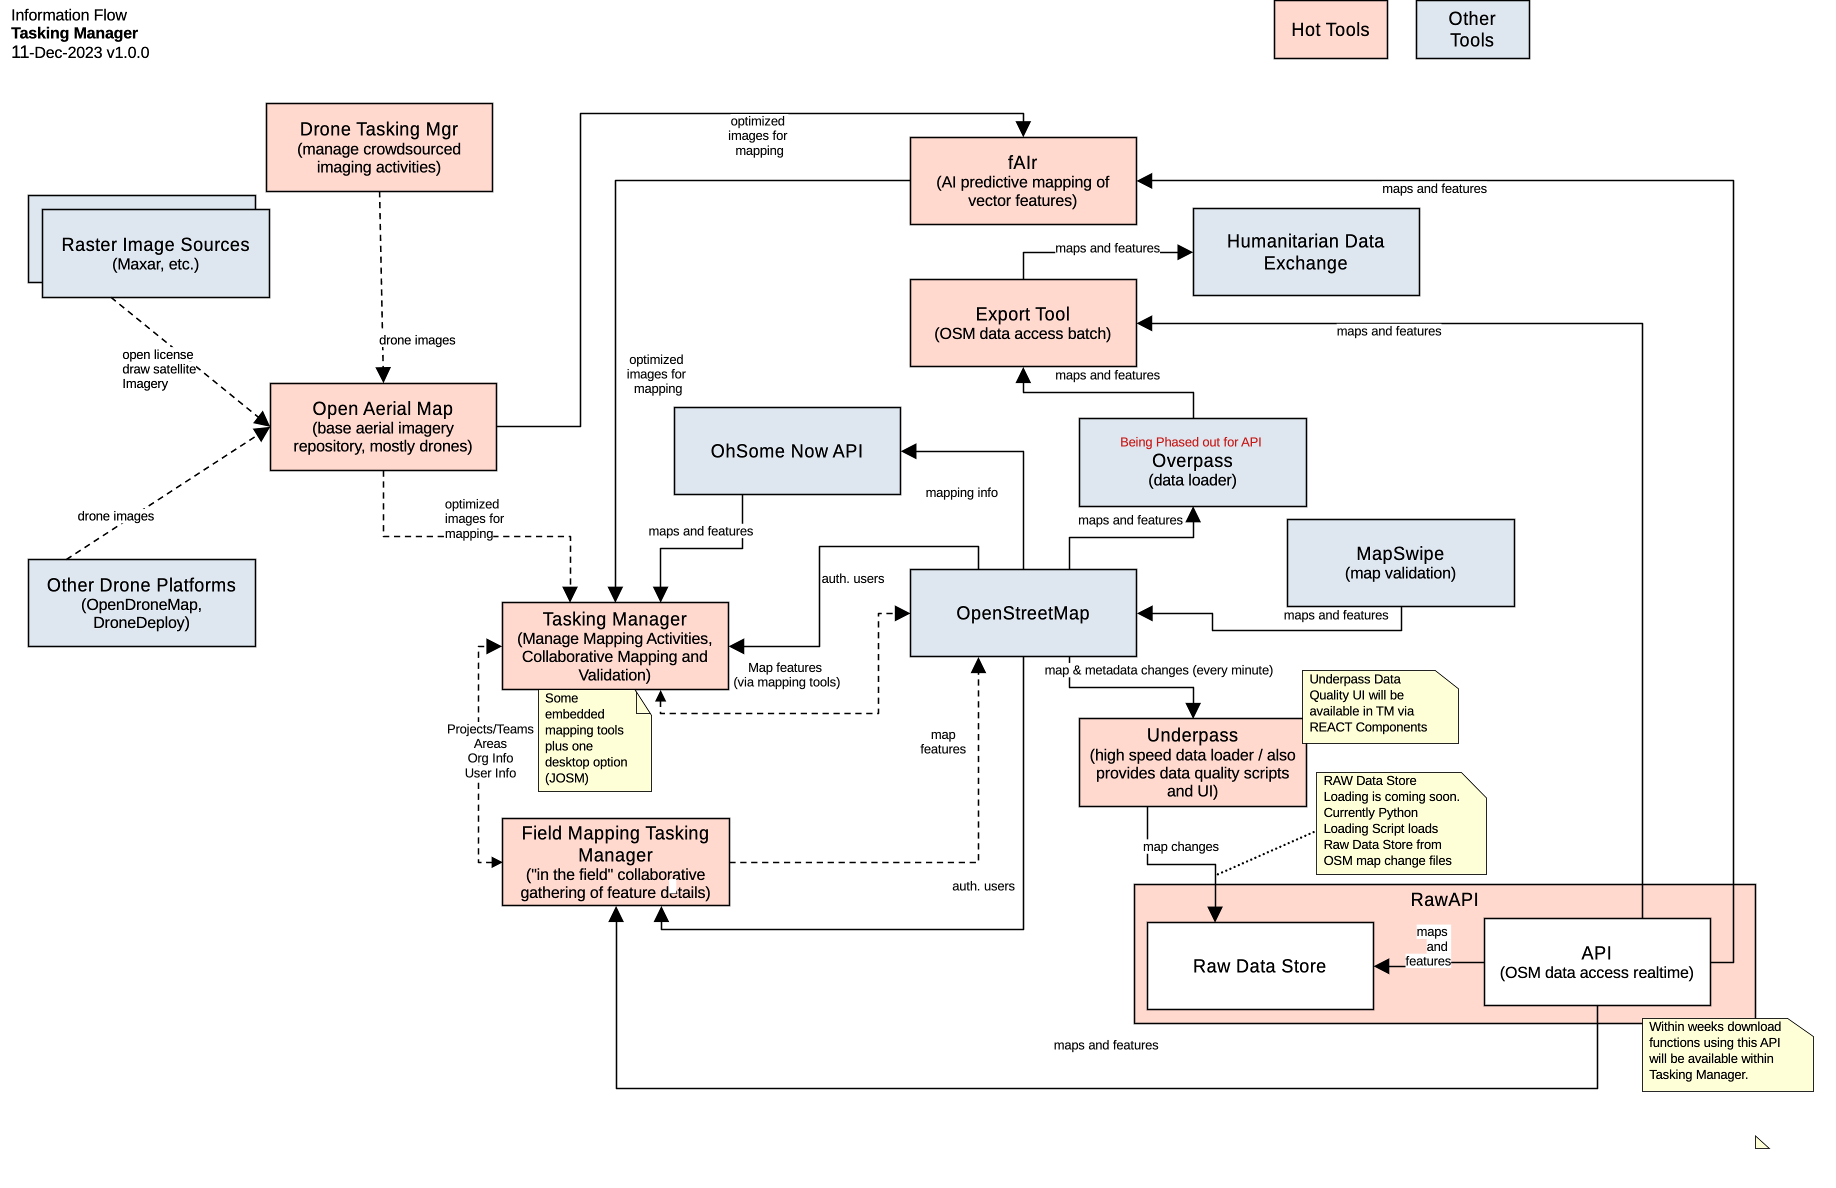 Information Flow
Tasking Manager
11-Dec-2023 v1.0.0
Hot Tools
Other
Tools
Drone Tasking Mgr
(manage crowdsourced
imaging activities)
optimized
images for
mapping
fAIr
(AI predictive mapping of
vector features)
maps and features
Raster Image Sources
(Maxar, etc.)
Humanitarian Data
Exchange
maps and features
Export Tool
(OSM data access batch)
maps and features
drone images
open license
draw satellite
Imagery
optimized
images for
mapping
maps and features
Open Aerial Map
(base aerial imagery
repository, mostly drones)
OhSome Now API
Being Phased out for API
Overpass
(data loader)
mapping info
optimized
images for
mapping
drone images
maps and features
maps and features
MapSwipe
(map validation)
Other Drone Platforms
(OpenDroneMap,
DroneDeploy)
auth. users
OpenStreetMap
maps and features
Tasking Manager
(Manage Mapping Activities,
Collaborative Mapping and
Validation)
Map features
(via mapping tools)
map & metadata changes (every minute)
Underpass Data
Quality UI will be
available in TM via
REACT Components
Some
embedded
mapping tools
plus one
desktop option
(JOSM)
Projects/Teams
Areas
Org Info
User Info
map
features
Underpass
(high speed data loader / also
provides data quality scripts
and UI)
RAW Data Store
Loading is coming soon.
Currently Python
Loading Script loads
Raw Data Store from
OSM map change files
Field Mapping Tasking
Manager
("in the field" collaborative
gathering of feature details)
map changes
auth. users
RawAPI
Raw Data Store
maps
and
features
API
(OSM data access realtime)
maps and features
Within weeks download
functions using this API
will be available within
Tasking Manager.